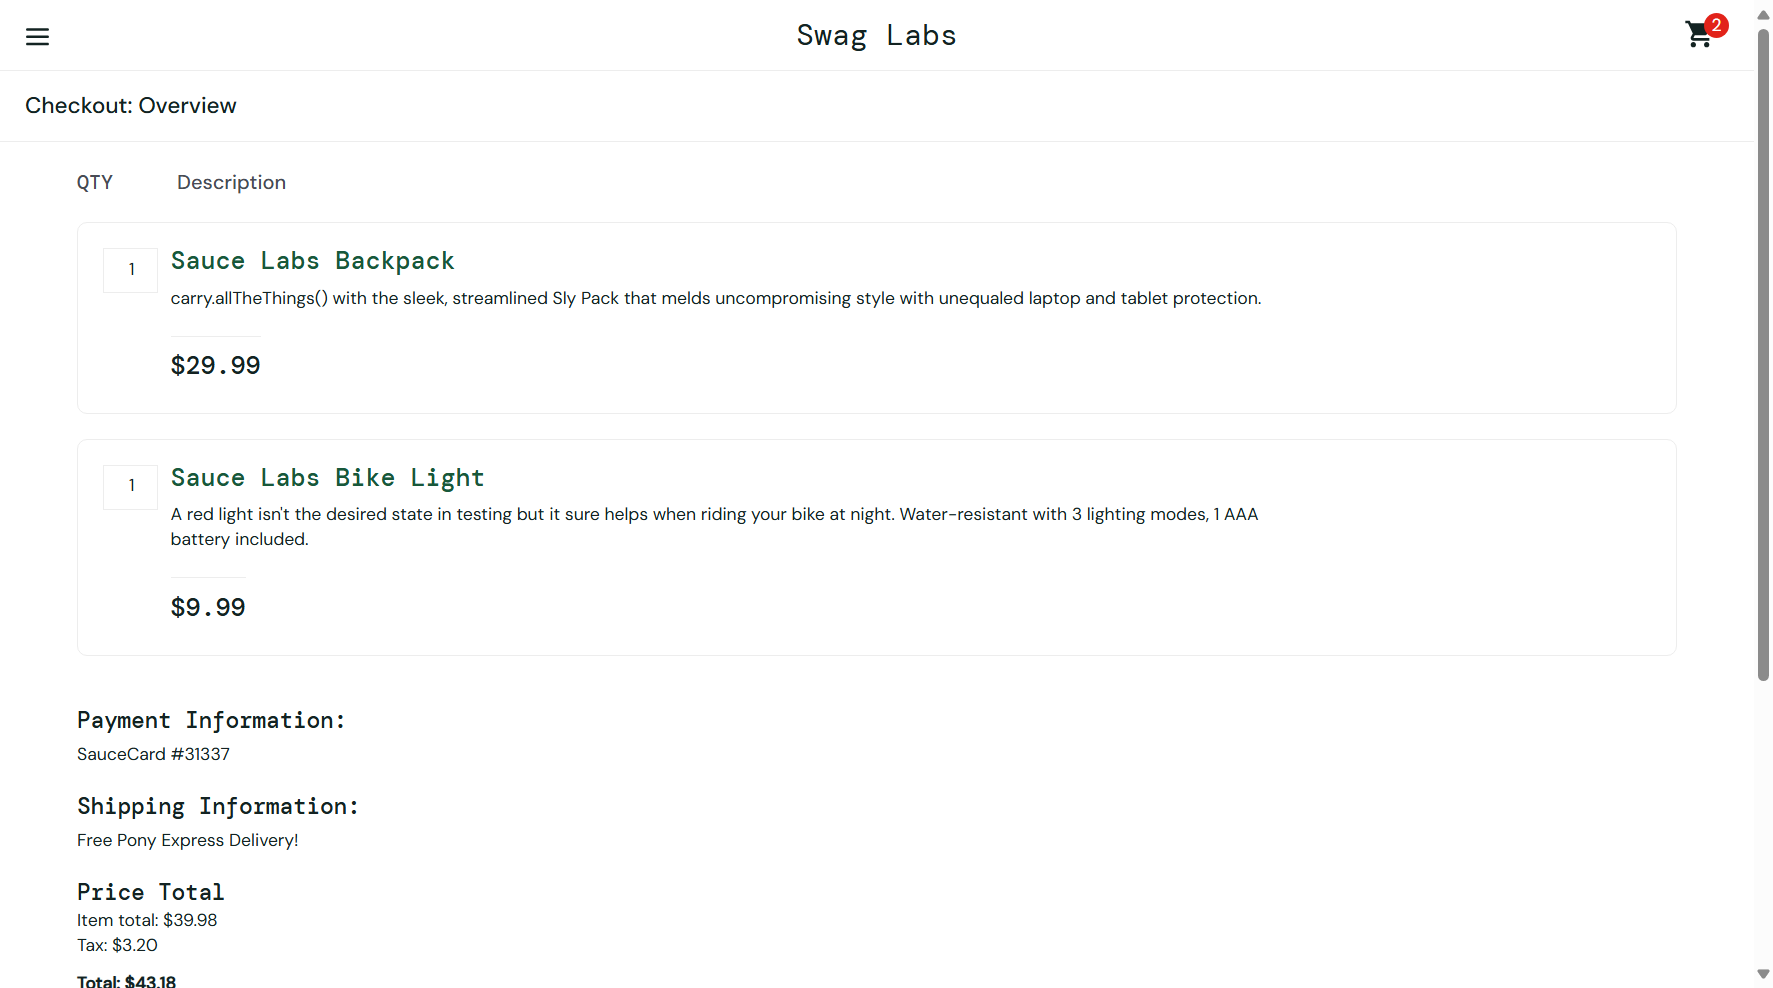 Swag Labs
2
Checkout: Overview
QTY Description
1
Sauce Labs Backpack
carry.allTheThings() with the sleek, streamlined Sly Pack that melds uncompromising style with unequaled laptop and tablet protection.
$29.99
1
Sauce Labs Bike Light
A red light isn't the desired state in testing but it sure helps when riding your bike at night. Water-resistant with 3 lighting modes, 1 AAA
battery included.
$9.99
Payment Information:
SauceCard #31337
Shipping Information:
Free Pony Express Delivery!
Price Total
Item total: $39.98
Tax: $3.20
Total: $43.18